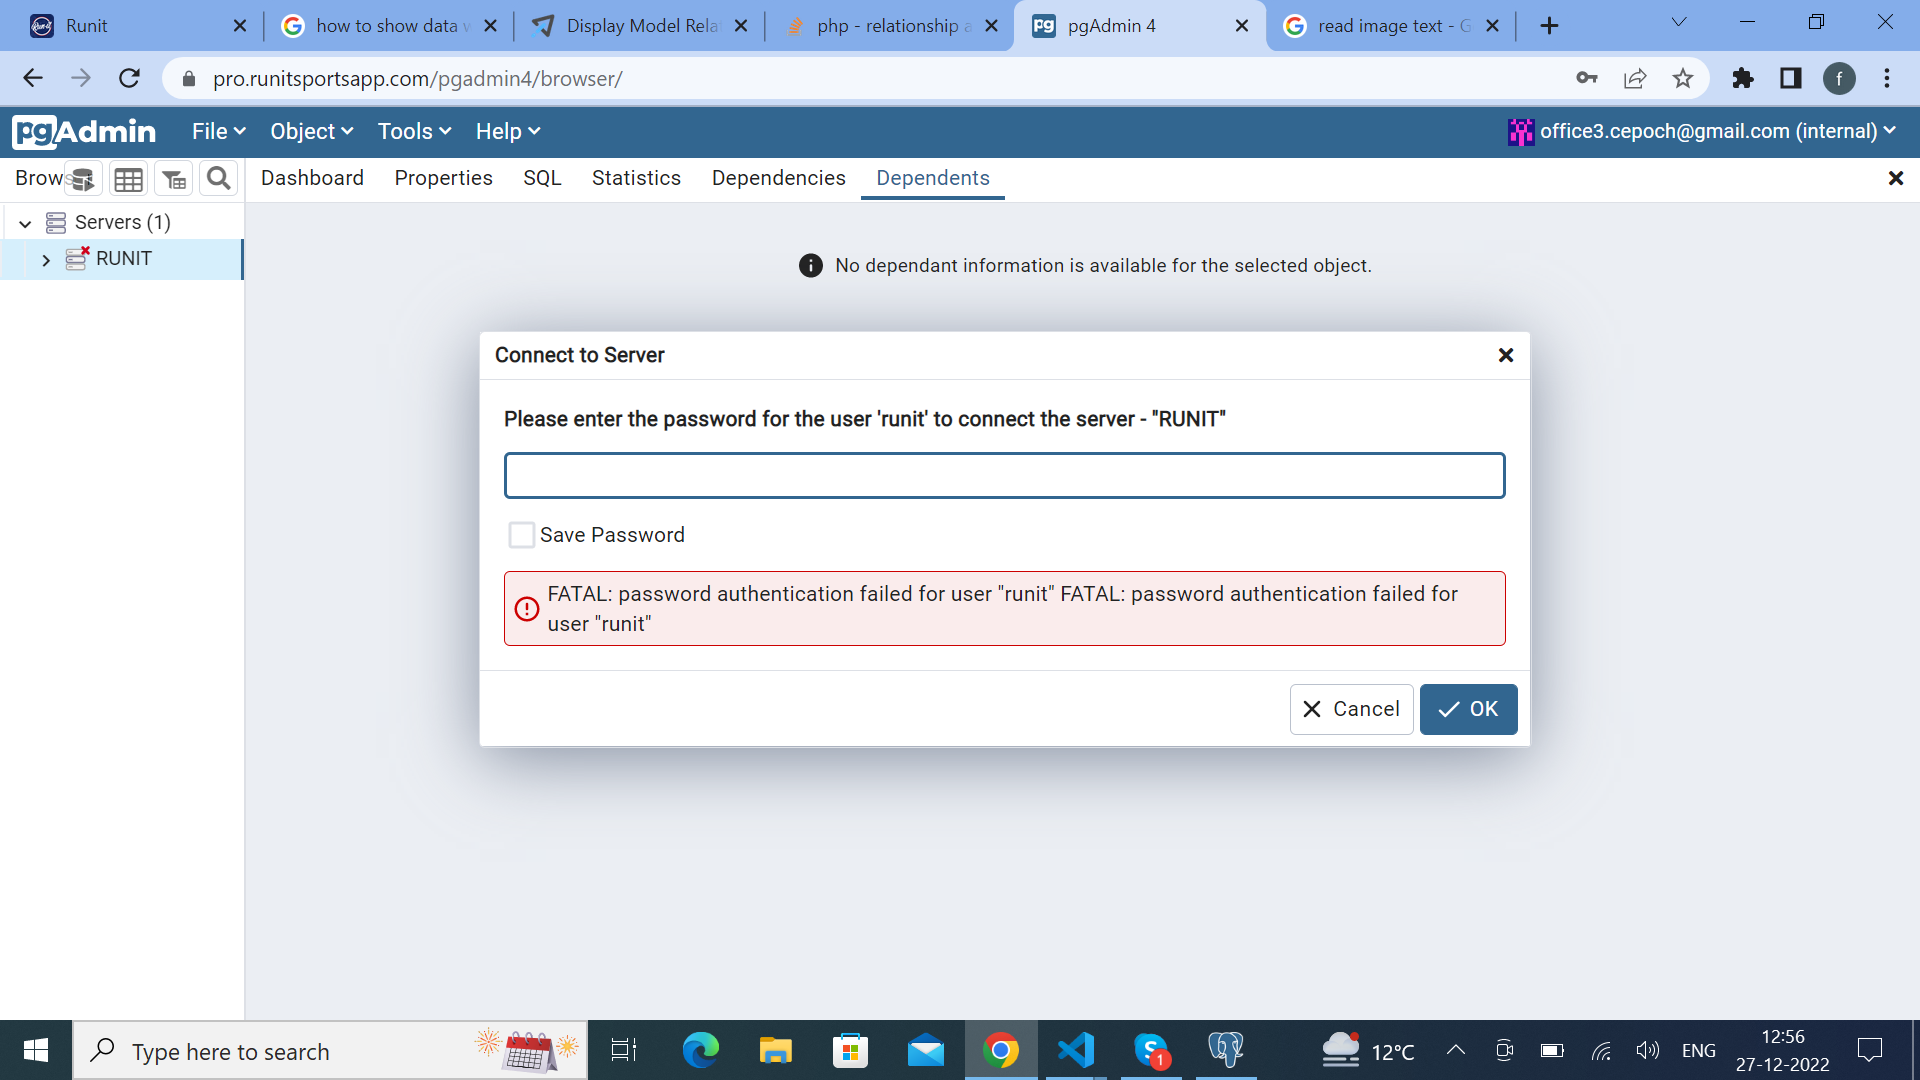 Runit
how to show data w
Display Model Rela
php - relationship a
pgAdmin 4
read image text - G
pro.runitsportsapp.com/pgadmin4/browser/
f
pgAdmin
File
Object
Tools
Help
office3.cepoch@gmail.com (internal)
Brow
Dashboard
Properties
SQL
Statistics
Dependencies
Dependents
Servers (1)
RUNIT
No dependant information is available for the selected object.
Connect to Server
Please enter the password for the user 'runit' to connect the server - "RUNIT"
Save Password
FATAL: password authentication failed for user "runit" FATAL: password authentication failed for
user "runit"
Cancel
OK
Type here to search
1
12°C
ENG
12:56
27-12-2022